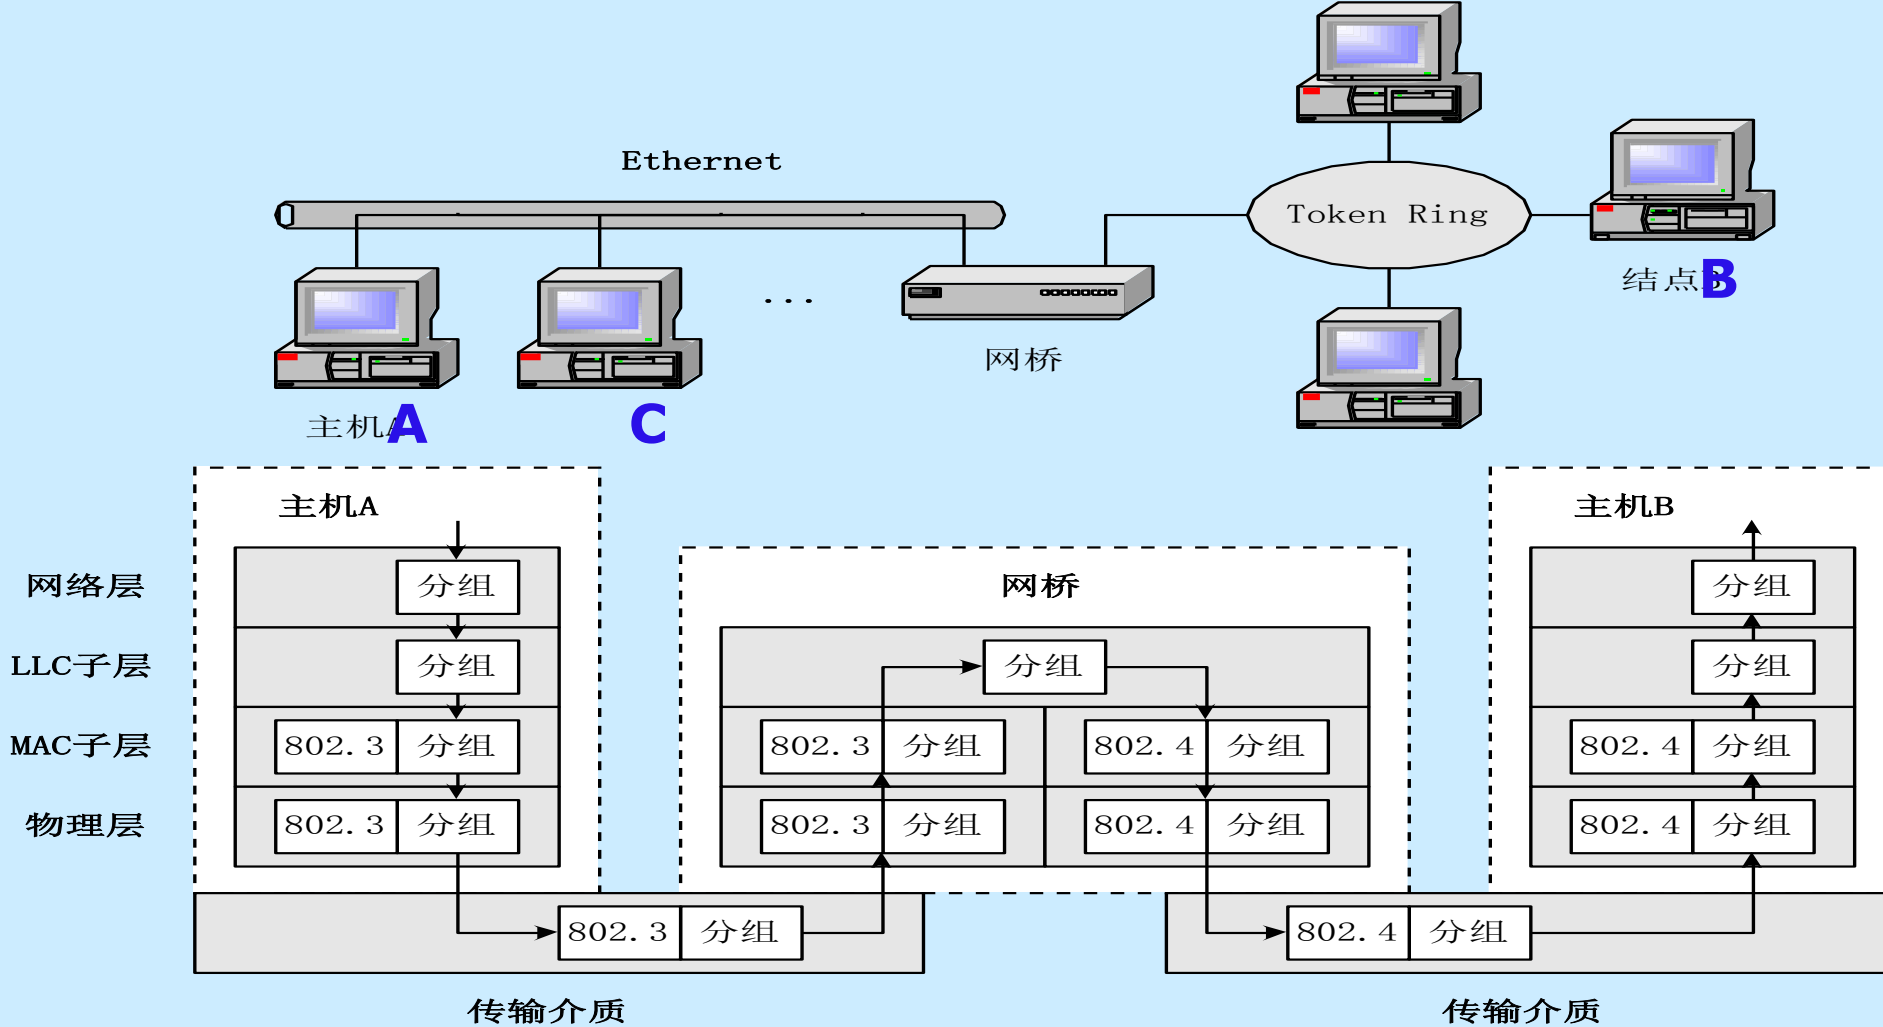 Ethernet
Token Ring
结点B
B
网桥
...
主机A
A
C
主机A
主机B
网络层
分组
网桥
分组
LLC子层
分组
分组
分组
MAC子层
802.3 分组
802.3 分组
802.4 分组
802.4 分组
物理层
802.3 分组
802.3 分组
802.4 分组
802.4 分组
802.3 分组
802.4 分组
传输介质
传输介质